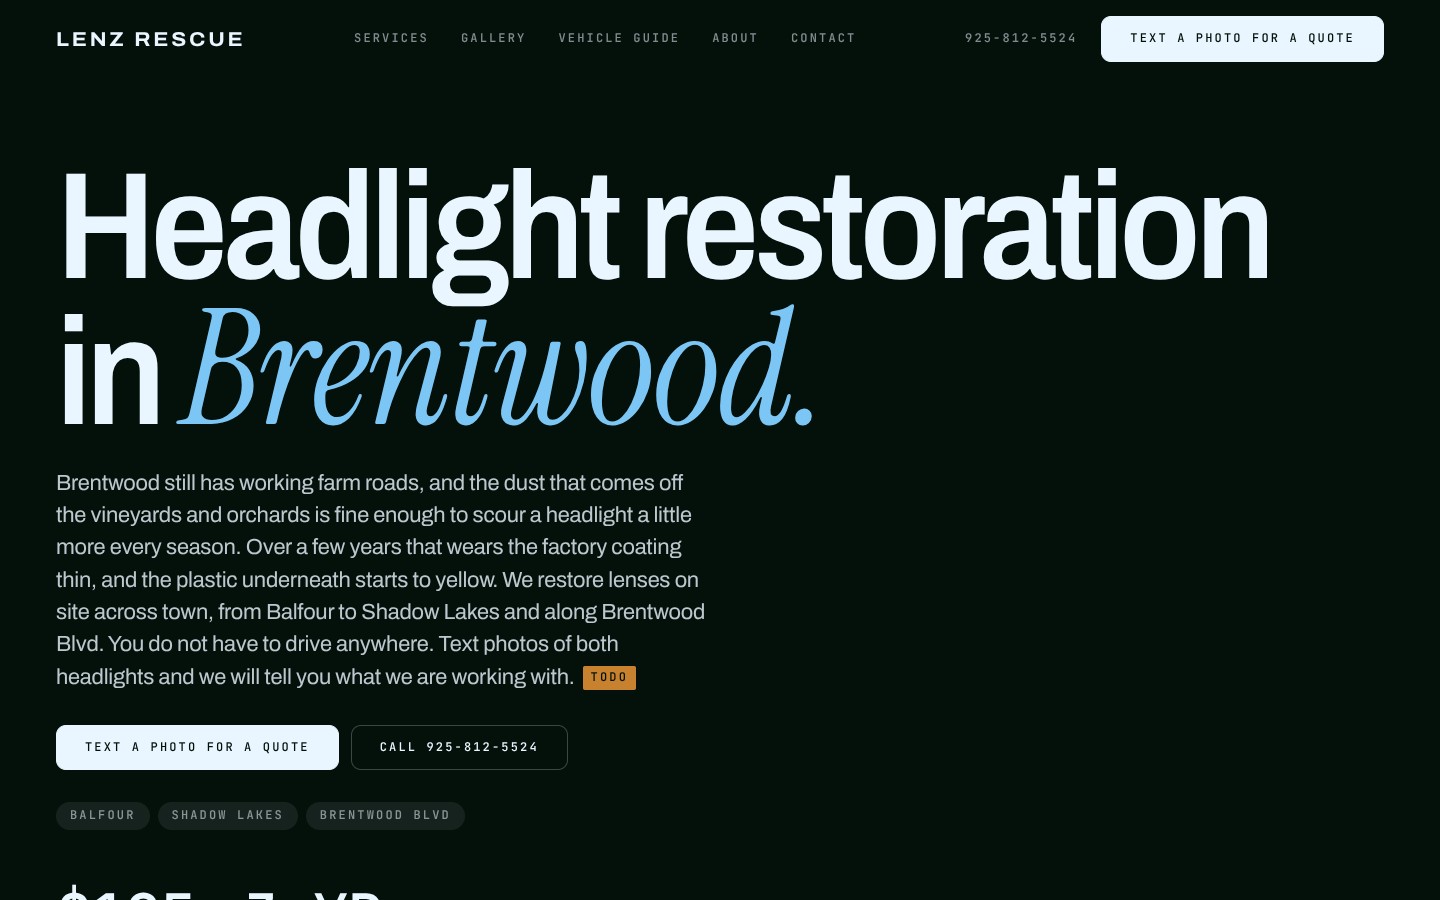 LENZ RESCUE
SERVICES GALLERY VEHICLE GUIDE ABOUT CONTACT
925-812-5524
TEXT A PHOTO FOR A QUOTE
Headlight restoration
in Brentwood.
Brentwood still has working farm roads, and the dust that comes off
the vineyards and orchards is fine enough to scour a headlight a little
more every season. Over a few years that wears the factory coating
thin, and the plastic underneath starts to yellow. We restore lenses on
site across town, from Balfour to Shadow Lakes and along Brentwood
Blvd. You do not have to drive anywhere. Text photos of both
headlights and we will tell you what we are working with. TODO
TEXT A PHOTO FOR A QUOTE
CALL 925-812-5524
BALFOUR
SHADOW LAKES
BRENTWOOD BLVD